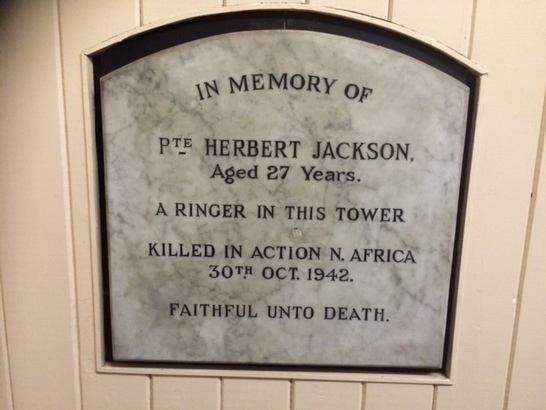 IN MEMORY OF
PTE HERBERT JACKSON,
Aged 27 Years.
A RINGER IN THIS TOWER
KILLED IN ACTION N. AFRICA
30TH OCT. 1942.
FAITHFUL UNTO DEATH.